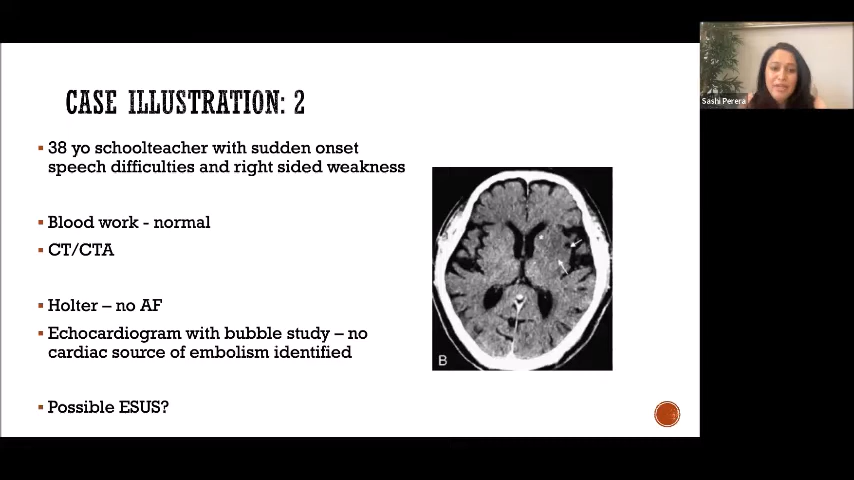 CASE ILLUSTRATION: 2
38 yo schoolteacher with sudden onset
speech difficulties and right sided weakness
Blood work - normal
CT/CTA
Holter – no AF
Echocardiogram with bubble study – no
cardiac source of embolism identified
Possible ESUS?
B
Sashi Perera